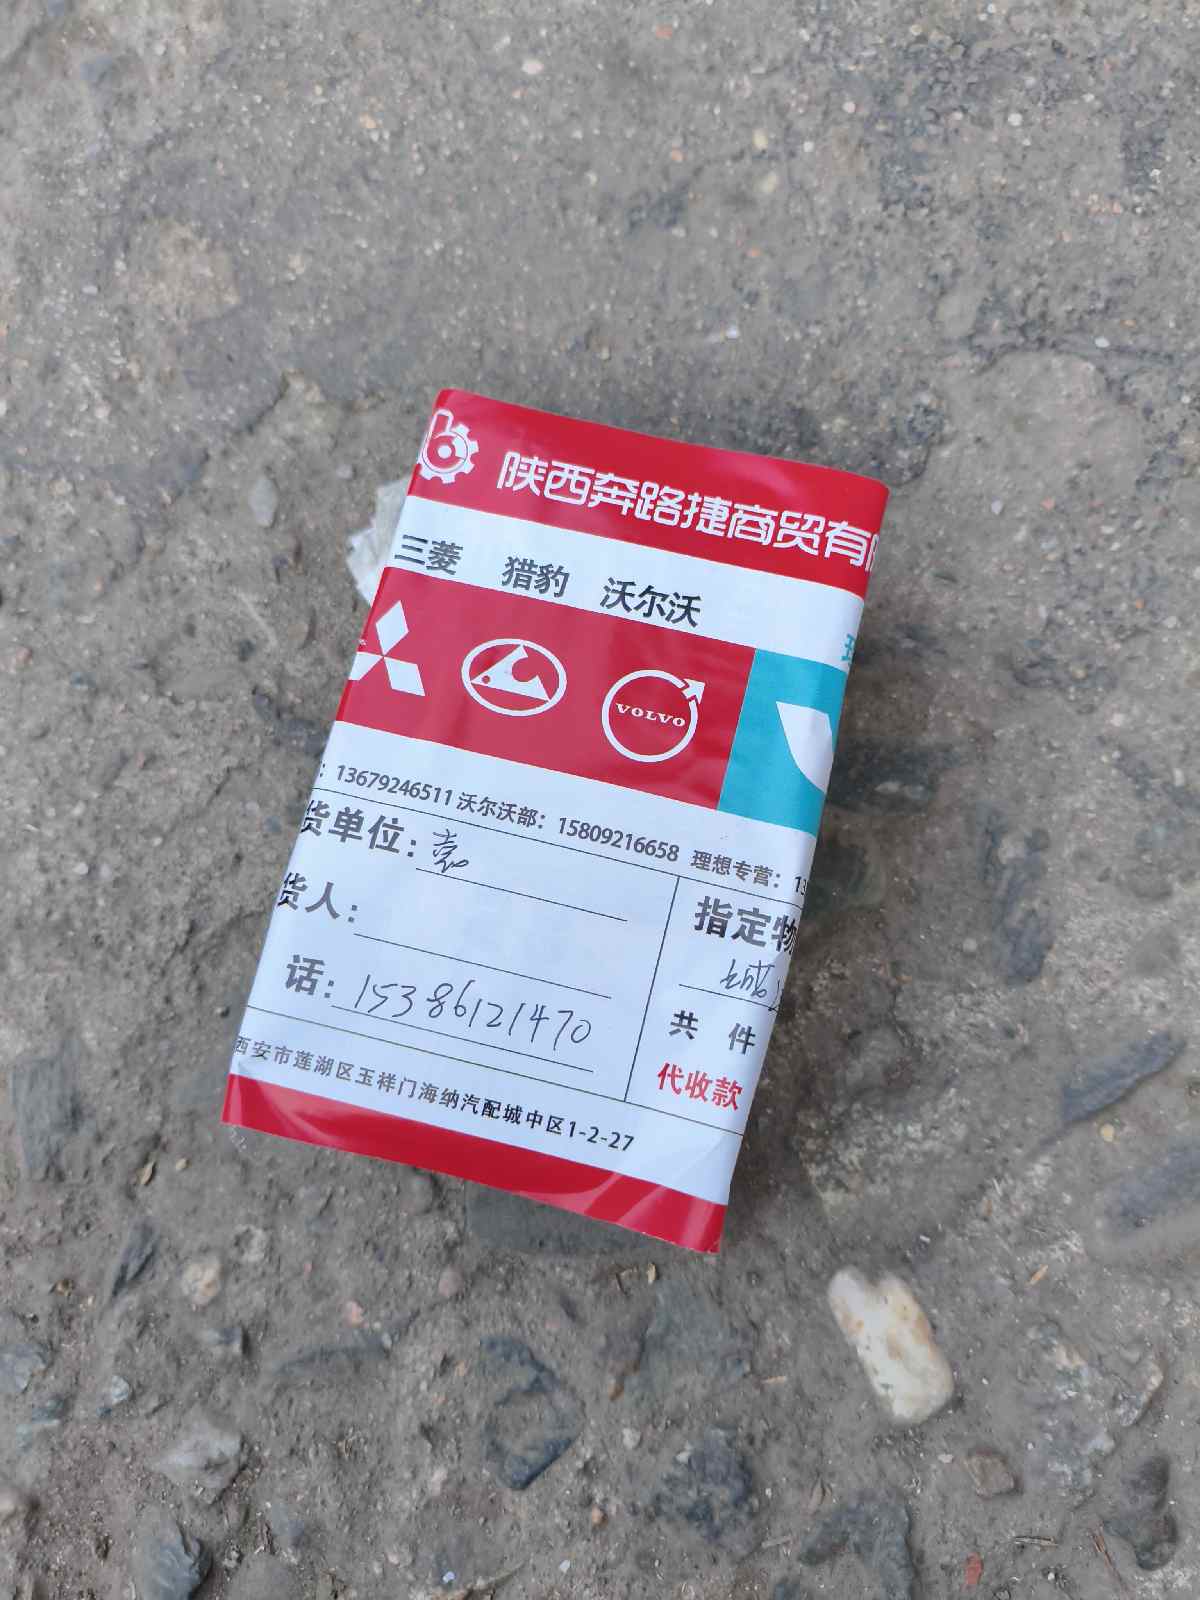 陕西奔路捷商贸有
三菱 猎豹 沃尔沃
VOLVO
: 13679246511 沃尔沃部: 15809216658 理想专营: 13
货单位:
货人:
话: 15386121470
指定物
共 件
代收款
西安市莲湖区玉祥门海纳汽配城中区1-2-27